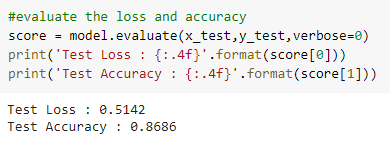 #evaluate the loss and accuracy
score = model.evaluate(x_test,y_test,verbose=0)
print('Test Loss : {:.4f}'.format(score[0]))
print('Test Accuracy : {:.4f}'.format(score[1]))
Test Loss : 0.5142
Test Accuracy : 0.8686